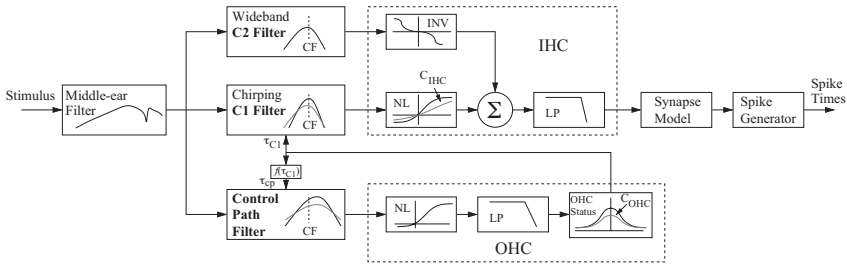 Wideband
C2 Filter
CF
INV
IHC
Stimulus
Middle-ear
Filter
Chirping
C1 Filter
CF
NL
C_IHC
Σ
LP
Synapse
Model
Spike
Generator
Spike
Times
τ_C1
f(τ_C1)
τ_cp
Control
Path
Filter
CF
NL
LP
OHC
Status
C_OHC
OHC